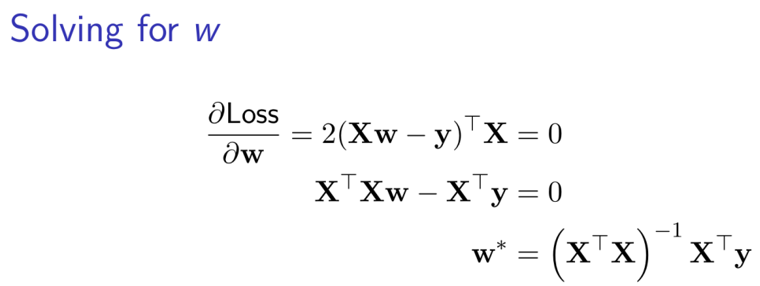 Solving for w
∂Loss/∂w = 2(Xw − y)⊤X = 0
X⊤Xw − X⊤y = 0
w* = (X⊤X)⁻¹ X⊤y